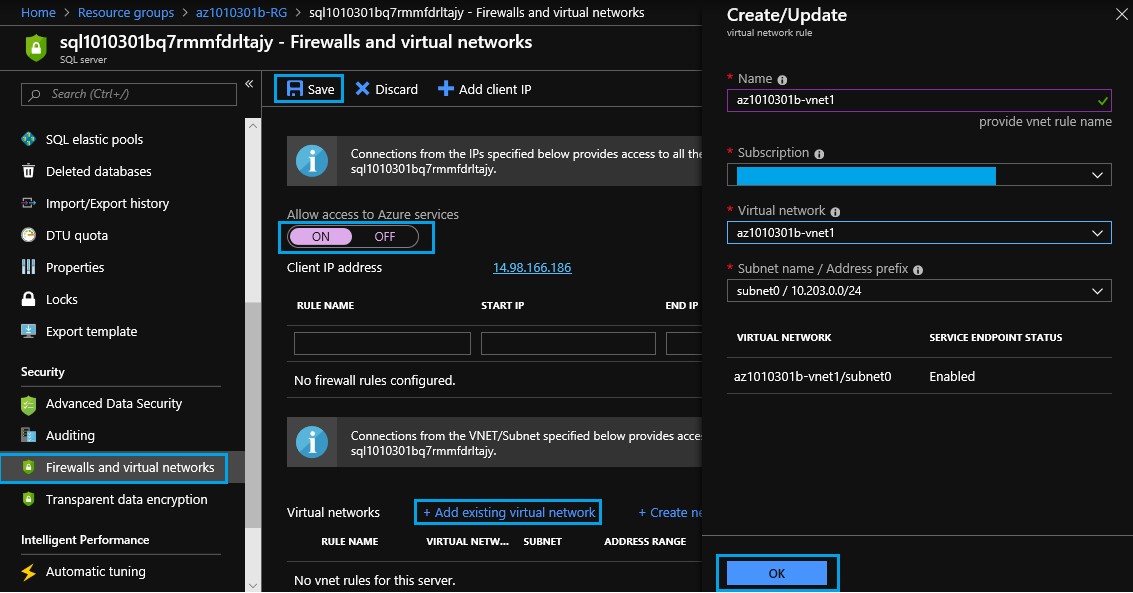 Home > Resource groups > az1010301b-RG > sql1010301bq7rmmfdrltajy - Firewalls and virtual networks
sql1010301bq7rmmfdrltajy - Firewalls and virtual networks
SQL server
Search (Ctrl+/)
SQL elastic pools
Deleted databases
Import/Export history
DTU quota
Properties
Locks
Export template
Security
Advanced Data Security
Auditing
Firewalls and virtual networks
Transparent data encryption
Intelligent Performance
Automatic tuning
Save Discard Add client IP
Connections from the IPs specified below provides access to all the
sql1010301bq7rmmfdrltajy.
Allow access to Azure services
ON OFF
Client IP address 14.98.166.186
RULE NAME START IP END IP
No firewall rules configured.
Connections from the VNET/Subnet specified below provides acce
sql1010301bq7rmmfdrltajy.
Virtual networks + Add existing virtual network + Create ne
RULE NAME VIRTUAL NETW... SUBNET ADDRESS RANGE
No vnet rules for this server.
Create/Update
virtual network rule
* Name
az1010301b-vnet1
provide vnet rule name
* Subscription
* Virtual network
az1010301b-vnet1
* Subnet name / Address prefix
subnet0 / 10.203.0.0/24
VIRTUAL NETWORK SERVICE ENDPOINT STATUS
az1010301b-vnet1/subnet0 Enabled
OK